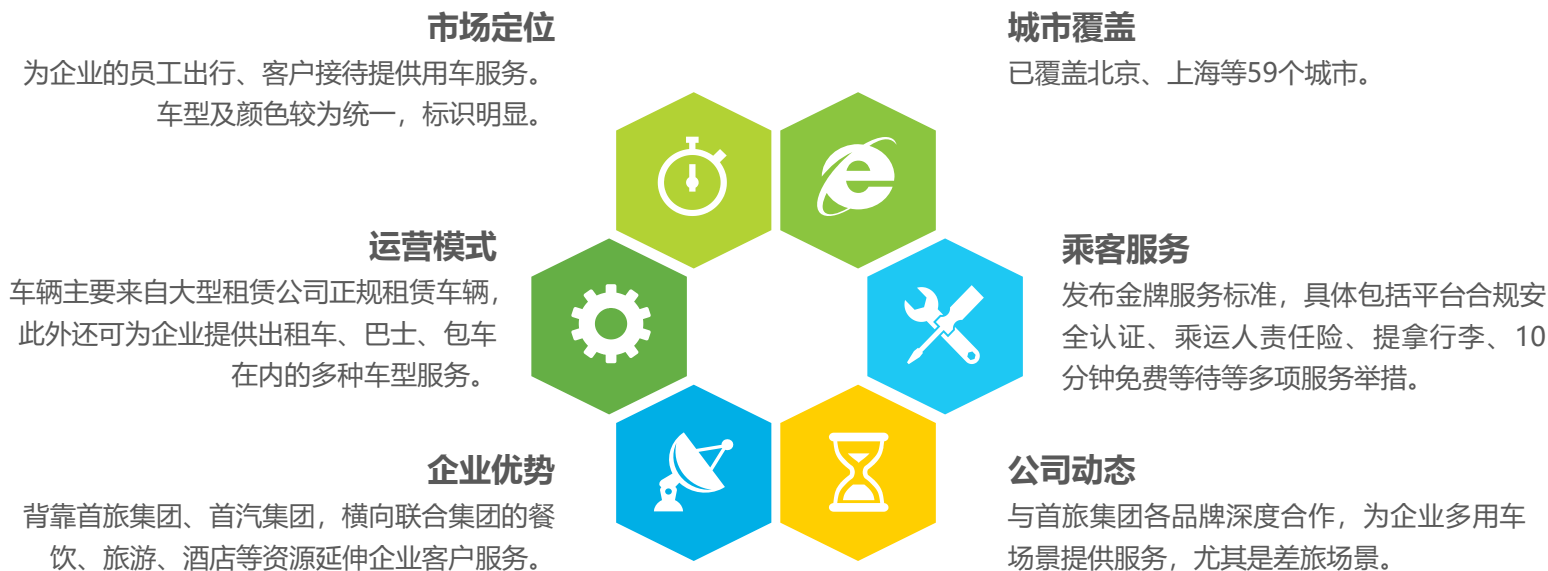 市场定位
为企业的员工出行、客户接待提供用车服务。
车型及颜色较为统一，标识明显。
城市覆盖
已覆盖北京、上海等59个城市。
运营模式
车辆主要来自大型租赁公司正规租赁车辆，
此外还可为企业提供出租车、巴士、包车
在内的多种车型服务。
乘客服务
发布金牌服务标准，具体包括平台合规安
全认证、乘运人责任险、提拿行李、10
分钟免费等待等多项服务举措。
企业优势
背靠首旅集团、首汽集团，横向联合集团的餐
饮、旅游、酒店等资源延伸企业客户服务。
公司动态
与首旅集团各品牌深度合作，为企业多用车
场景提供服务，尤其是差旅场景。